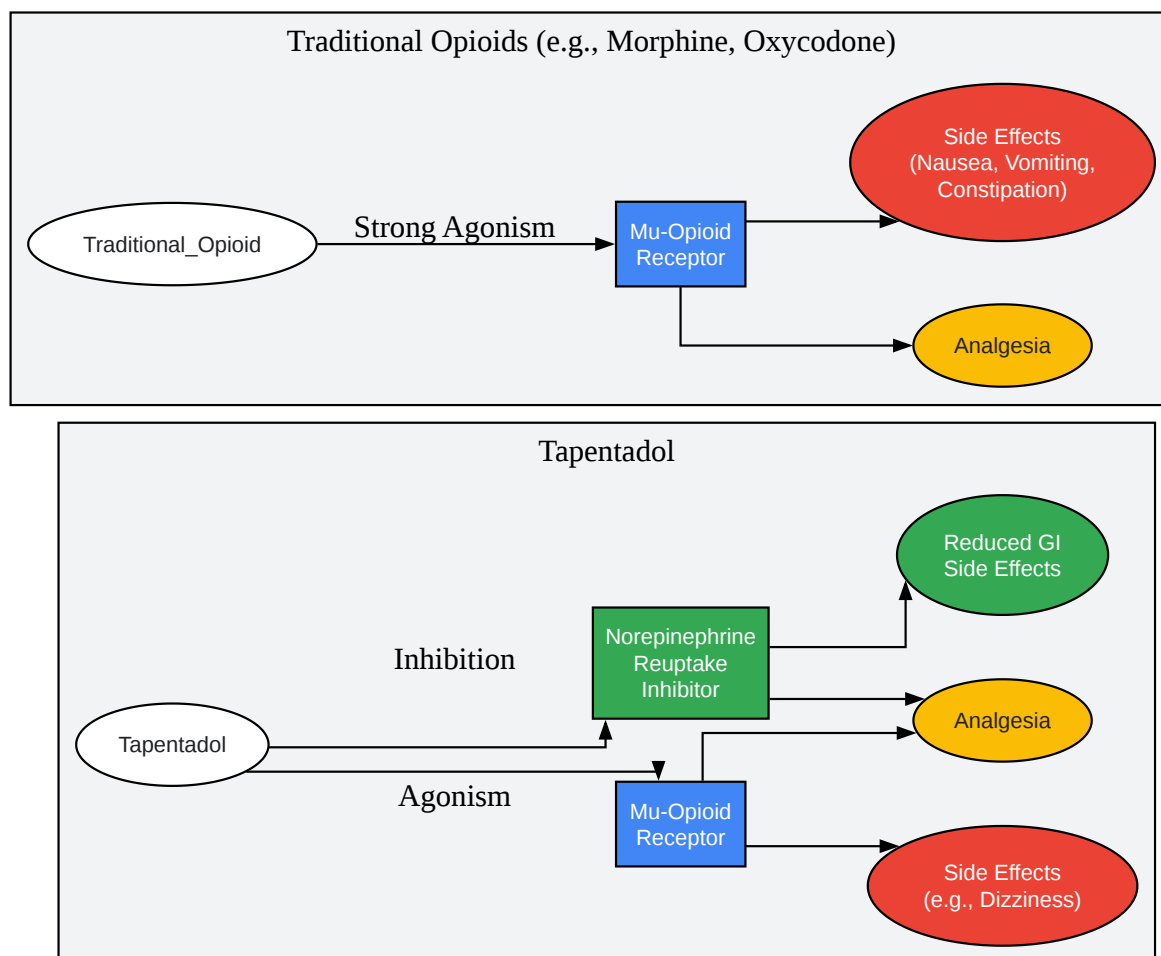 Traditional Opioids (e.g., Morphine, Oxycodone)
Side Effects
(Nausea, Vomiting,
Constipation)
Traditional_Opioid
Strong Agonism
Mu-Opioid
Receptor
Analgesia
Tapentadol
Reduced GI
Side Effects
Inhibition
Norepinephrine
Reuptake
Inhibitor
Tapentadol
Analgesia
Agonism
Mu-Opioid
Receptor
Side Effects
(e.g., Dizziness)